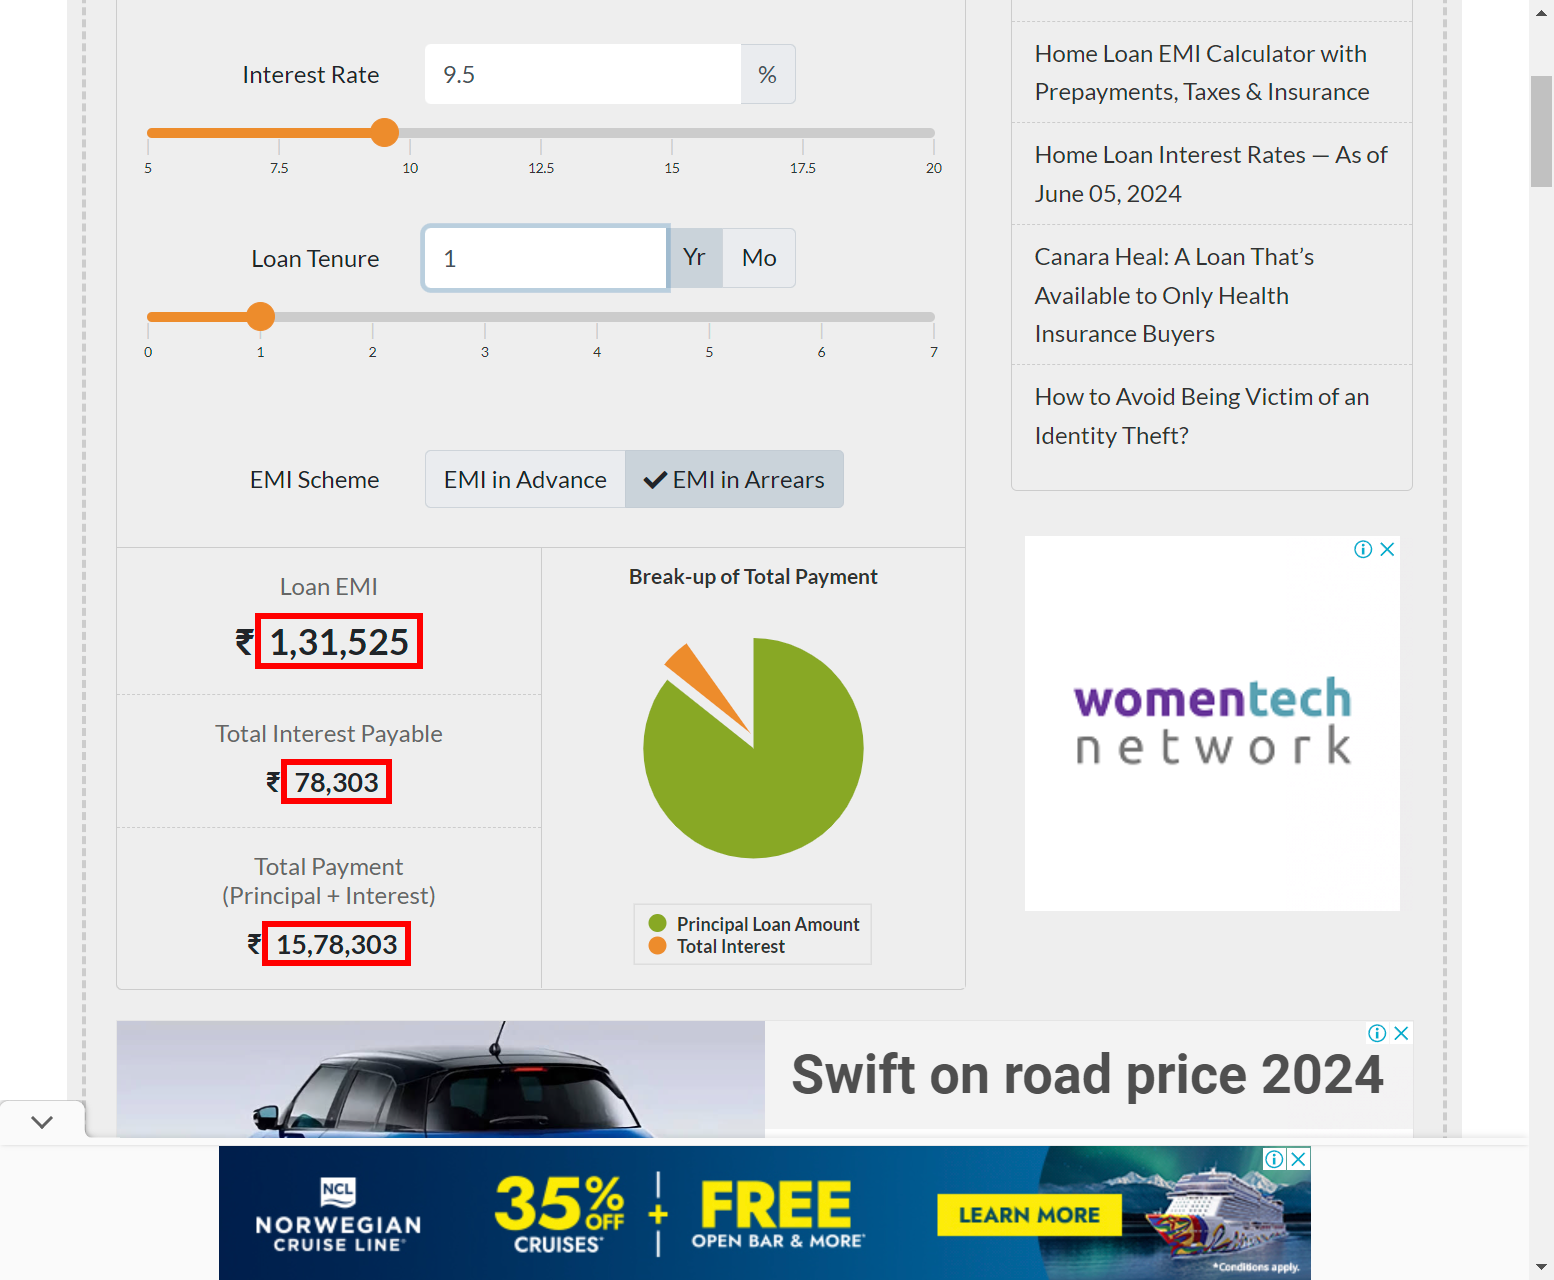 Interest Rate
9.5
%
5 7.5 10 12.5 15 17.5 20
Loan Tenure
1
Yr
Mo
0 1 2 3 4 5 6 7
EMI Scheme
EMI in Advance
EMI in Arrears
Loan EMI
₹ 1,31,525
Total Interest Payable
₹ 78,303
Total Payment
(Principal + Interest)
₹ 15,78,303
Break-up of Total Payment
Principal Loan Amount
Total Interest
Home Loan EMI Calculator with
Prepayments, Taxes & Insurance
Home Loan Interest Rates — As of
June 05, 2024
Canara Heal: A Loan That’s
Available to Only Health
Insurance Buyers
How to Avoid Being Victim of an
Identity Theft?
womentech
network
Swift on road price 2024
NCL
NORWEGIAN
CRUISE LINE®
35% OFF
CRUISES*
+
FREE
OPEN BAR & MORE*
LEARN MORE
*Conditions apply.